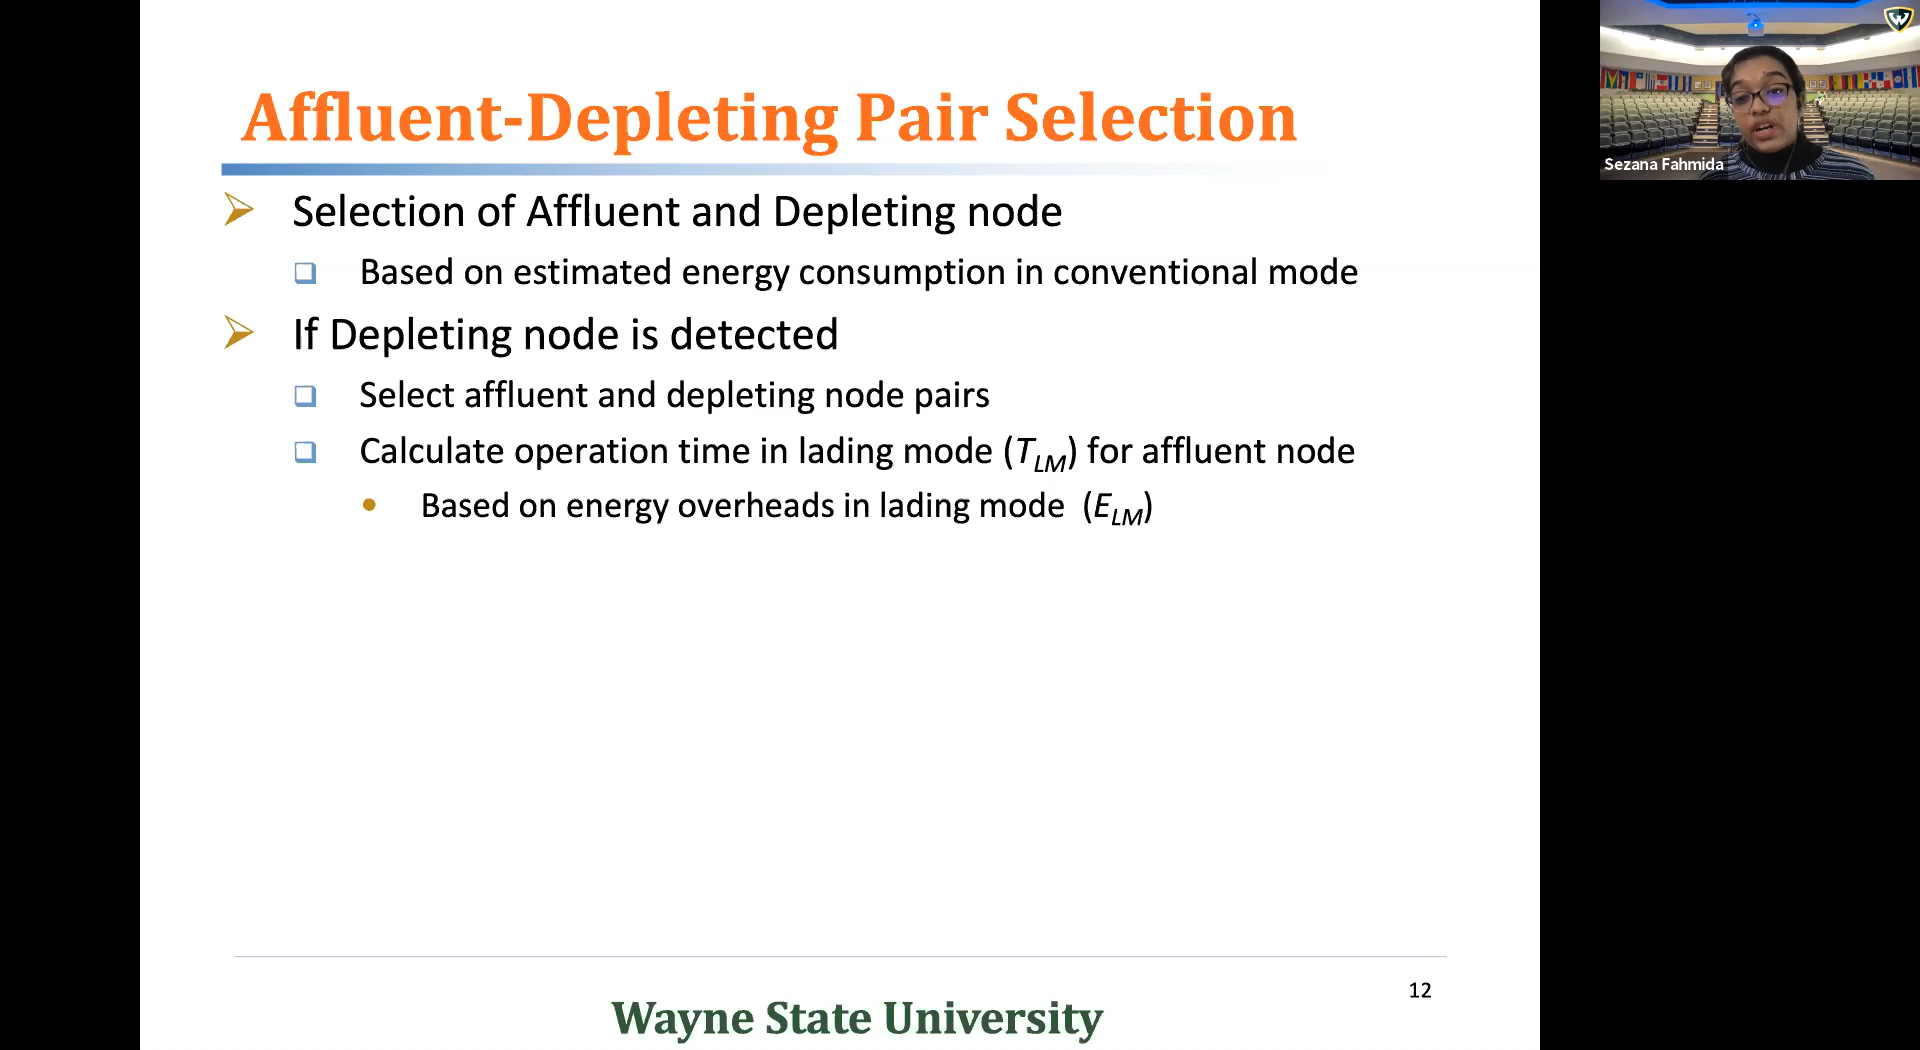 Affluent-Depleting Pair Selection
Selection of Affluent and Depleting node
Based on estimated energy consumption in conventional mode
If Depleting node is detected
Select affluent and depleting node pairs
Calculate operation time in lading mode (TLM) for affluent node
Based on energy overheads in lading mode (ELM)
12
Wayne State University
Sezana Fahmida
W